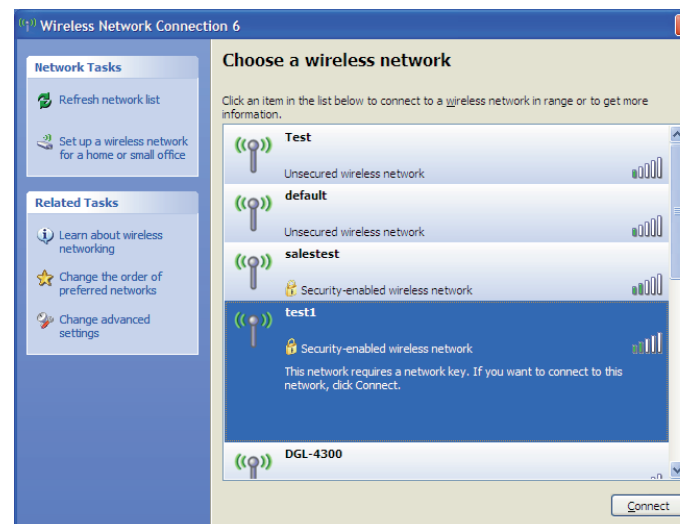 Wireless Network Connection 6
Network Tasks
Refresh network list
Set up a wireless network
for a home or small office
Related Tasks
Learn about wireless
networking
Change the order of
preferred networks
Change advanced
settings
Choose a wireless network
Click an item in the list below to connect to a wireless network in range or to get more
information.
Test
Unsecured wireless network
default
Unsecured wireless network
salestest
Security-enabled wireless network
test1
Security-enabled wireless network
This network requires a network key. If you want to connect to this
network, click Connect.
DGL-4300
Connect